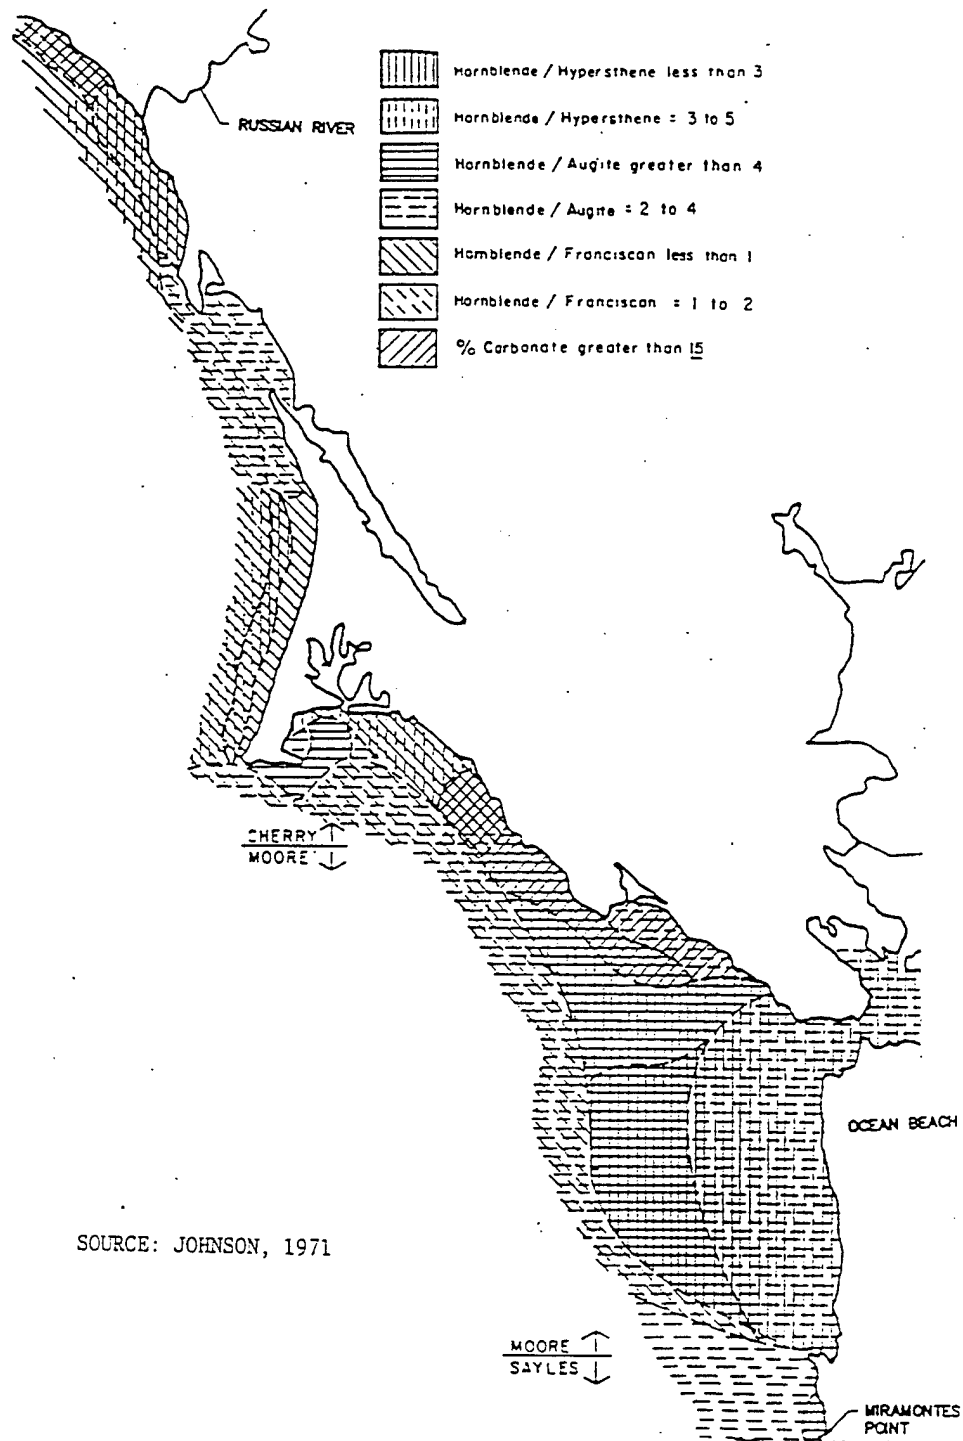 RUSSIAN RIVER
Hornblende / Hypersthene less than 3
Hornblende / Hypersthene = 3 to 5
Hornblende / Augite greater than 4
Hornblende / Augite = 2 to 4
Hornblende / Franciscan less than 1
Hornblende / Franciscan = 1 to 2
% Carbonate greater than 15
CHERRY
MOORE
OCEAN BEACH
SOURCE: JOHNSON, 1971
MOORE
SAYLES
MIRAMONTES
POINT